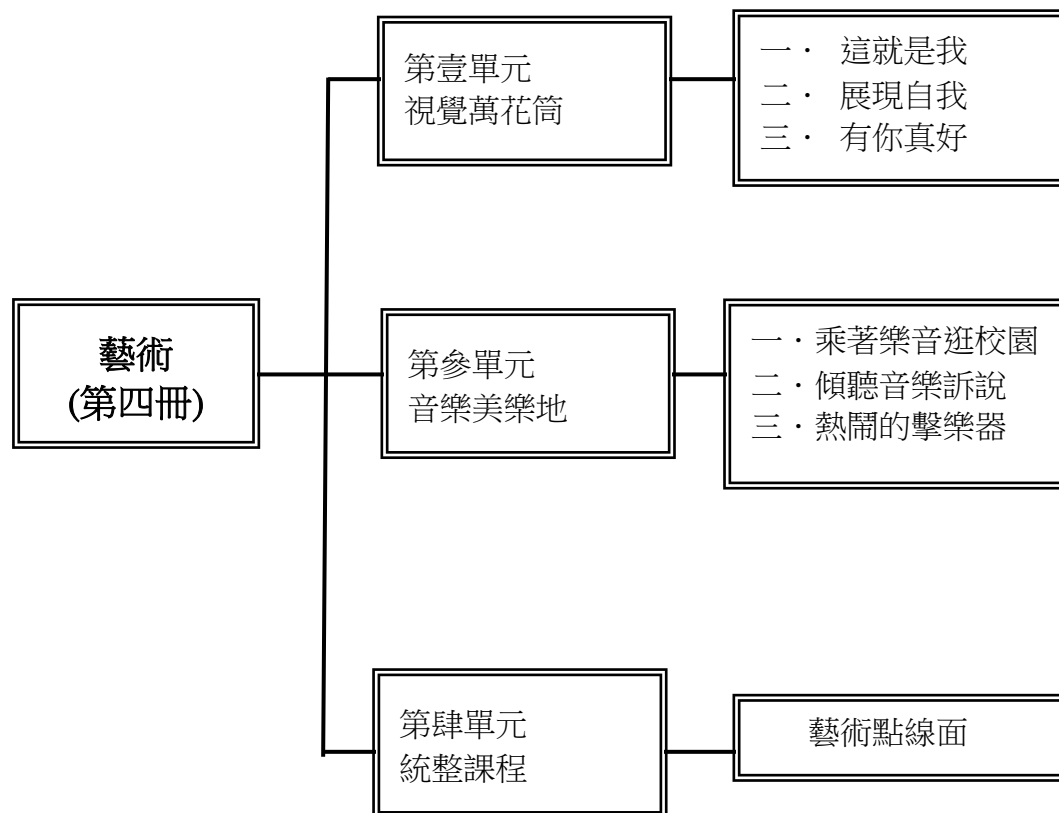 藝術
(第四冊)
第壹單元
視覺萬花筒
一． 這就是我
二． 展現自我
三． 有你真好
第參單元
音樂美樂地
一．乘著樂音逛校園
二．傾聽音樂訴說
三．熱鬧的擊樂器
第肆單元
統整課程
藝術點線面